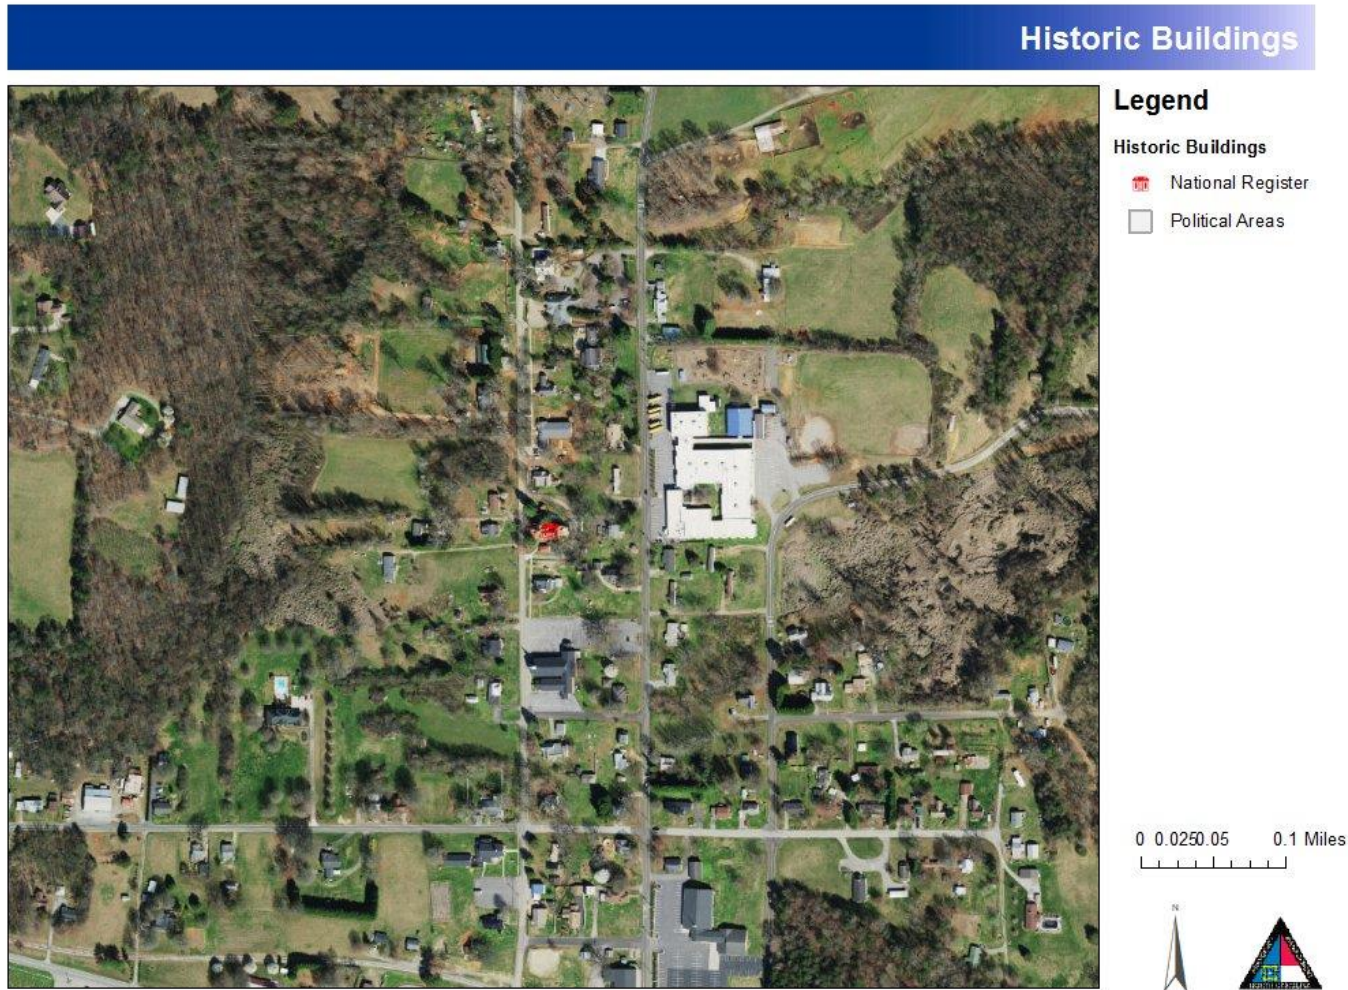 Historic Buildings
Legend
Historic Buildings
National Register
Political Areas
0 0.0250.05 0.1 Miles
N